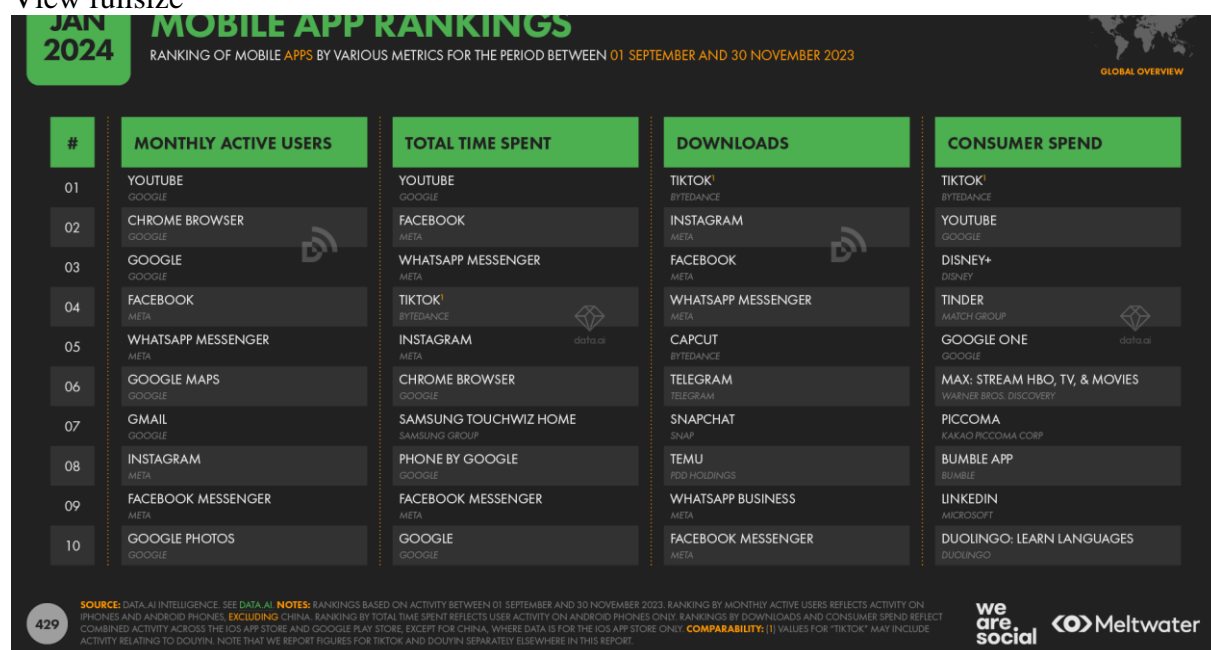 View fullsize
JAN
2024
MOBILE APP RANKINGS
RANKING OF MOBILE APPS BY VARIOUS METRICS FOR THE PERIOD BETWEEN 01 SEPTEMBER AND 30 NOVEMBER 2023
GLOBAL OVERVIEW
# MONTHLY ACTIVE USERS TOTAL TIME SPENT DOWNLOADS CONSUMER SPEND
01 YOUTUBE YOUTUBE TIKTOK¹ TIKTOK¹
GOOGLE GOOGLE BYTEDANCE BYTEDANCE
02 CHROME BROWSER FACEBOOK INSTAGRAM YOUTUBE
GOOGLE META META GOOGLE
03 GOOGLE WHATSAPP MESSENGER FACEBOOK DISNEY+
GOOGLE META META DISNEY
04 FACEBOOK TIKTOK¹ WHATSAPP MESSENGER TINDER
META BYTEDANCE META MATCH GROUP
05 WHATSAPP MESSENGER INSTAGRAM CAPCUT GOOGLE ONE
META META BYTEDANCE GOOGLE
data.ai data.ai
06 GOOGLE MAPS CHROME BROWSER TELEGRAM MAX: STREAM HBO, TV, & MOVIES
GOOGLE GOOGLE TELEGRAM WARNER BROS. DISCOVERY
07 GMAIL SAMSUNG TOUCHWIZ HOME SNAPCHAT PICCOMA
GOOGLE SAMSUNG GROUP SNAP KAKAO PICCOMA CORP
08 INSTAGRAM PHONE BY GOOGLE TEMU BUMBLE APP
META GOOGLE PDD HOLDINGS BUMBLE
09 FACEBOOK MESSENGER FACEBOOK MESSENGER WHATSAPP BUSINESS LINKEDIN
META META META MICROSOFT
10 GOOGLE PHOTOS GOOGLE FACEBOOK MESSENGER DUOLINGO: LEARN LANGUAGES
GOOGLE GOOGLE META DUOLINGO
429
SOURCE: DATA.AI INTELLIGENCE. SEE DATA.AI. NOTES: RANKINGS BASED ON ACTIVITY BETWEEN 01 SEPTEMBER AND 30 NOVEMBER 2023. RANKING BY MONTHLY ACTIVE USERS REFLECTS ACTIVITY ON
IPHONES AND ANDROID PHONES, EXCLUDING CHINA. RANKING BY TOTAL TIME SPENT REFLECTS USER ACTIVITY ON ANDROID PHONES ONLY. RANKINGS BY DOWNLOADS AND CONSUMER SPEND REFLECT
COMBINED ACTIVITY ACROSS THE IOS APP STORE AND GOOGLE PLAY STORE, EXCEPT FOR CHINA, WHERE DATA IS FOR THE IOS APP STORE ONLY. COMPARABILITY: (1) VALUES FOR "TIKTOK" MAY INCLUDE
ACTIVITY RELATING TO DOUYIN. NOTE THAT WE REPORT FIGURES FOR TIKTOK AND DOUYIN SEPARATELY ELSEWHERE IN THIS REPORT.
we
are.
social
Meltwater